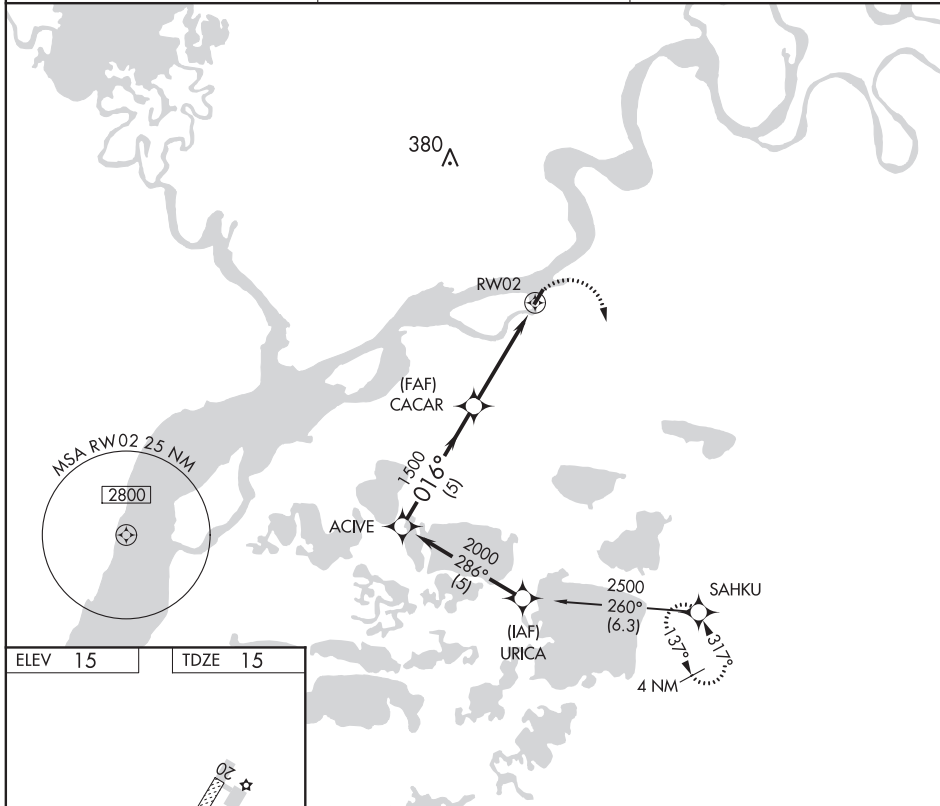 380
RW02
(FAF)
CACAR
MSA RW02 25 NM
2800
1500
016°
(5)
ACIVE
2000
286°
(5)
2500
260°
(6.3)
SAHKU
(IAF)
URICA
137°
317°
4 NM
ELEV 15
TDZE 15
20